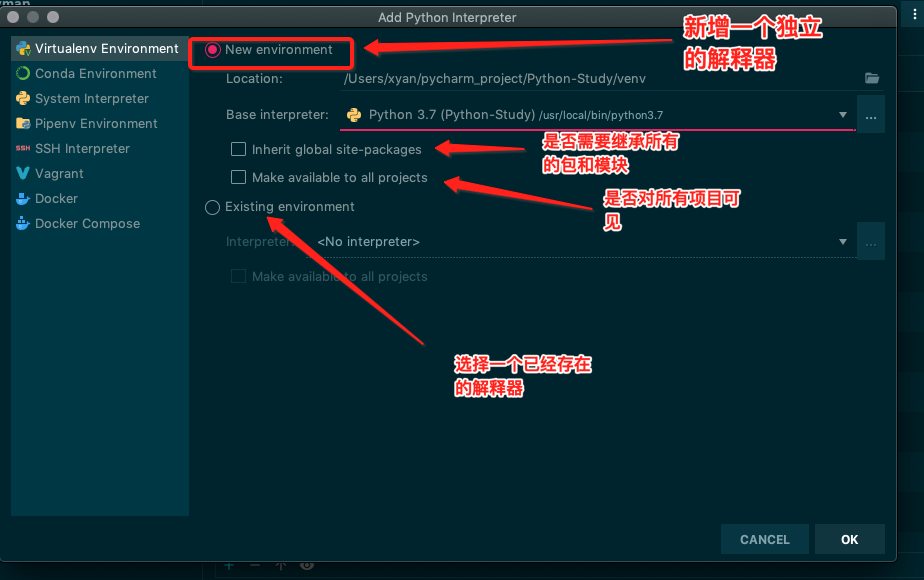 Add Python Interpreter
Virtualenv Environment
Conda Environment
System Interpreter
Pipenv Environment
SSH
SSH Interpreter
Vagrant
Docker
Docker Compose
New environment
新增一个独立
的解释器
Location:
/Users/xyan/pycharm_project/Python-Study/venv
Base interpreter:
Python 3.7 (Python-Study) /usr/local/bin/python3.7
...
Inherit global site-packages
是否需要继承所有
的包和模块
Make available to all projects
是否对所有项目可
见
Existing environment
Interpreter:
<No interpreter>
...
Make available to all projects
选择一个已经存在
的解释器
CANCEL
OK